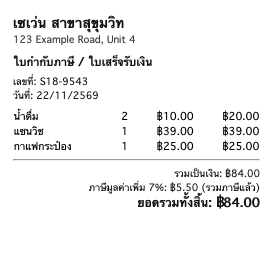 เซเว่น สาขาสุขุมวิท
123 Example Road, Unit 4
ใบกำกับภาษี / ใบเสร็จรับเงิน
เลขที่: S18-9543
วันที่: 22/11/2569
น้ำดื่ม 2 ฿10.00 ฿20.00
แซนวิช 1 ฿39.00 ฿39.00
กาแฟกระป๋อง 1 ฿25.00 ฿25.00
รวมเป็นเงิน: ฿84.00
ภาษีมูลค่าเพิ่ม 7%: ฿5.50 (รวมภาษีแล้ว)
ยอดรวมทั้งสิ้น: ฿84.00